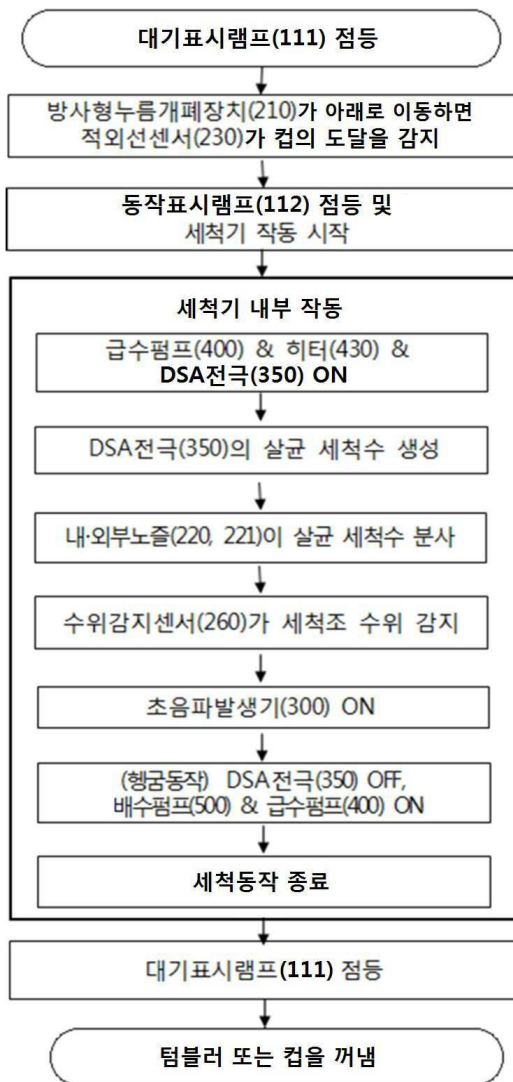 대기표시램프(111) 점등
방사형누름개폐장치(210)가 아래로 이동하면
적외선센서(230)가 컵의 도달을 감지
동작표시램프(112) 점등 및
세척기 작동 시작
세척기 내부 작동
급수펌프(400) & 히터(430) &
DSA전극(350) ON
DSA전극(350)의 살균 세척수 생성
내·외부노즐(220, 221)이 살균 세척수 분사
수위감지센서(260)가 세척조 수위 감지
초음파발생기(300) ON
(헹굼동작) DSA전극(350) OFF,
배수펌프(500) & 급수펌프(400) ON
세척동작 종료
대기표시램프(111) 점등
텀블러 또는 컵을 꺼냄